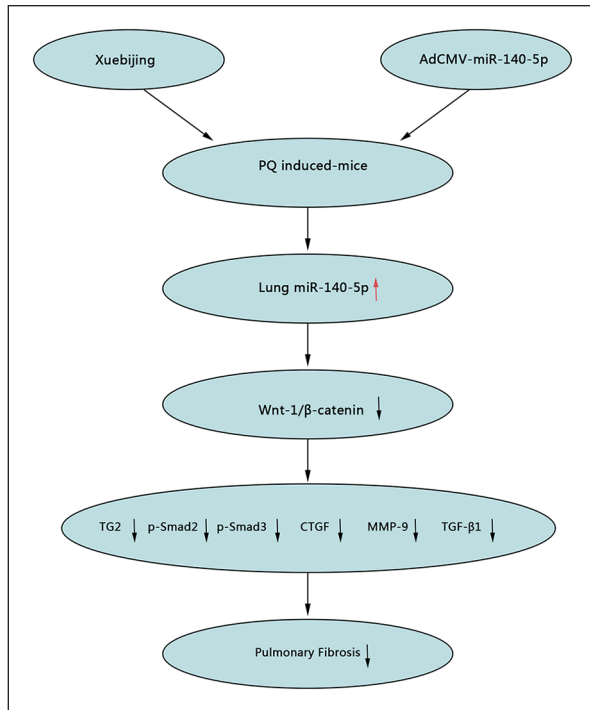 Xuebijing
AdCMV-miR-140-5p
PQ induced-mice
Lung miR-140-5p
Wnt-1/β-catenin
TG2 p-Smad2 p-Smad3 CTGF MMP-9 TGF-β1
Pulmonary Fibrosis